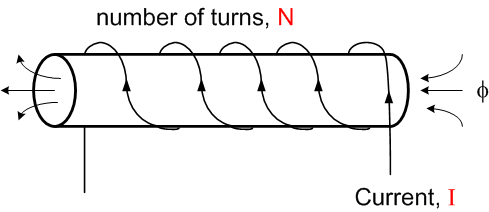 number of turns, N
ϕ
Current, I